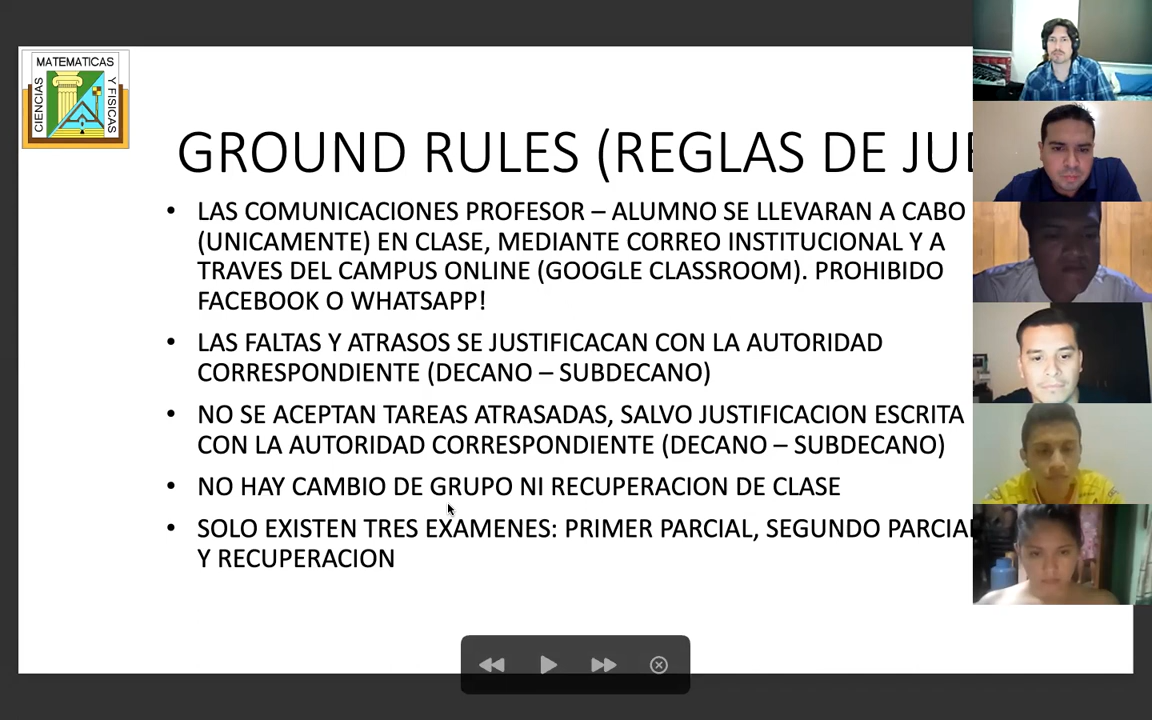 MATEMATICAS
CIENCIAS
Y FISICAS
GROUND RULES (REGLAS DE
• LAS COMUNICACIONES PROFESOR – ALUMNO SE LLEVARAN A CABO
(UNICAMENTE) EN CLASE, MEDIANTE CORREO INSTITUCIONAL Y A
TRAVES DEL CAMPUS ONLINE (GOOGLE CLASSROOM). PROHIBIDO
FACEBOOK O WHATSAPP!
• LAS FALTAS Y ATRASOS SE JUSTIFICACAN CON LA AUTORIDAD
CORRESPONDIENTE (DECANO – SUBDECANO)
• NO SE ACEPTAN TAREAS ATRASADAS, SALVO JUSTIFICACION ESCRITA
CON LA AUTORIDAD CORRESPONDIENTE (DECANO – SUBDECANO)
• NO HAY CAMBIO DE GRUPO NI RECUPERACION DE CLASE
• SOLO EXISTEN TRES EXAMENES: PRIMER PARCIAL, SEGUNDO PARCIAL
Y RECUPERACION